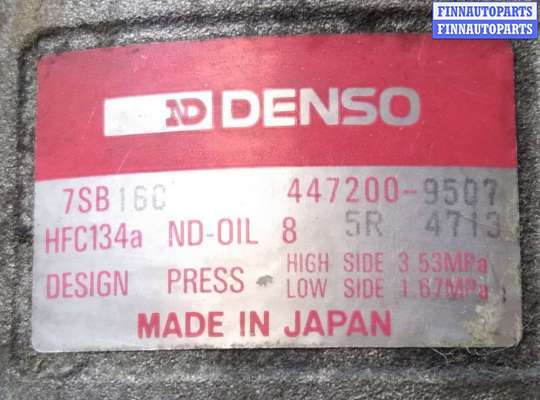 FINNAUTOPARTS
FINNAUTOPARTS
ND DENSO
7SB16C 447200-9507
HFC134a ND-OIL 8 5R 4713
DESIGN PRESS HIGH SIDE 3.53MPa
LOW SIDE 1.67MPa
MADE IN JAPAN